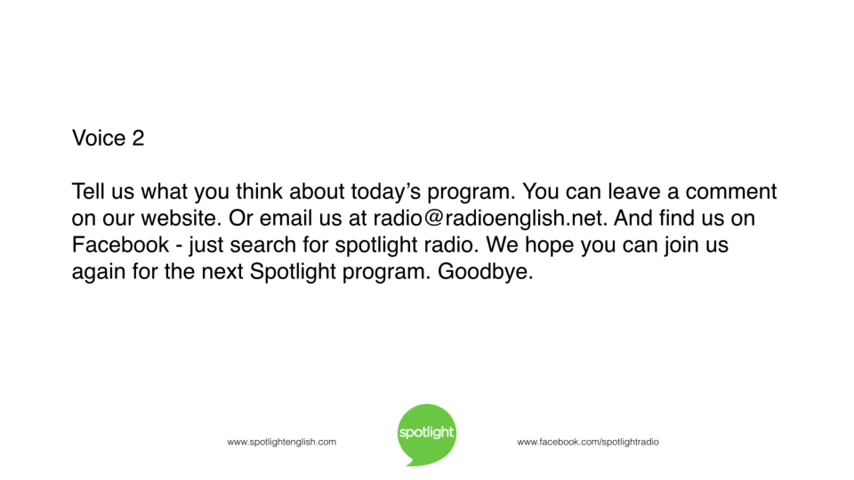 Voice 2
Tell us what you think about today’s program. You can leave a comment
on our website. Or email us at radio@radioenglish.net. And find us on
Facebook - just search for spotlight radio. We hope you can join us
again for the next Spotlight program. Goodbye.
www.spotlightenglish.com
spotlight
www.facebook.com/spotlightradio